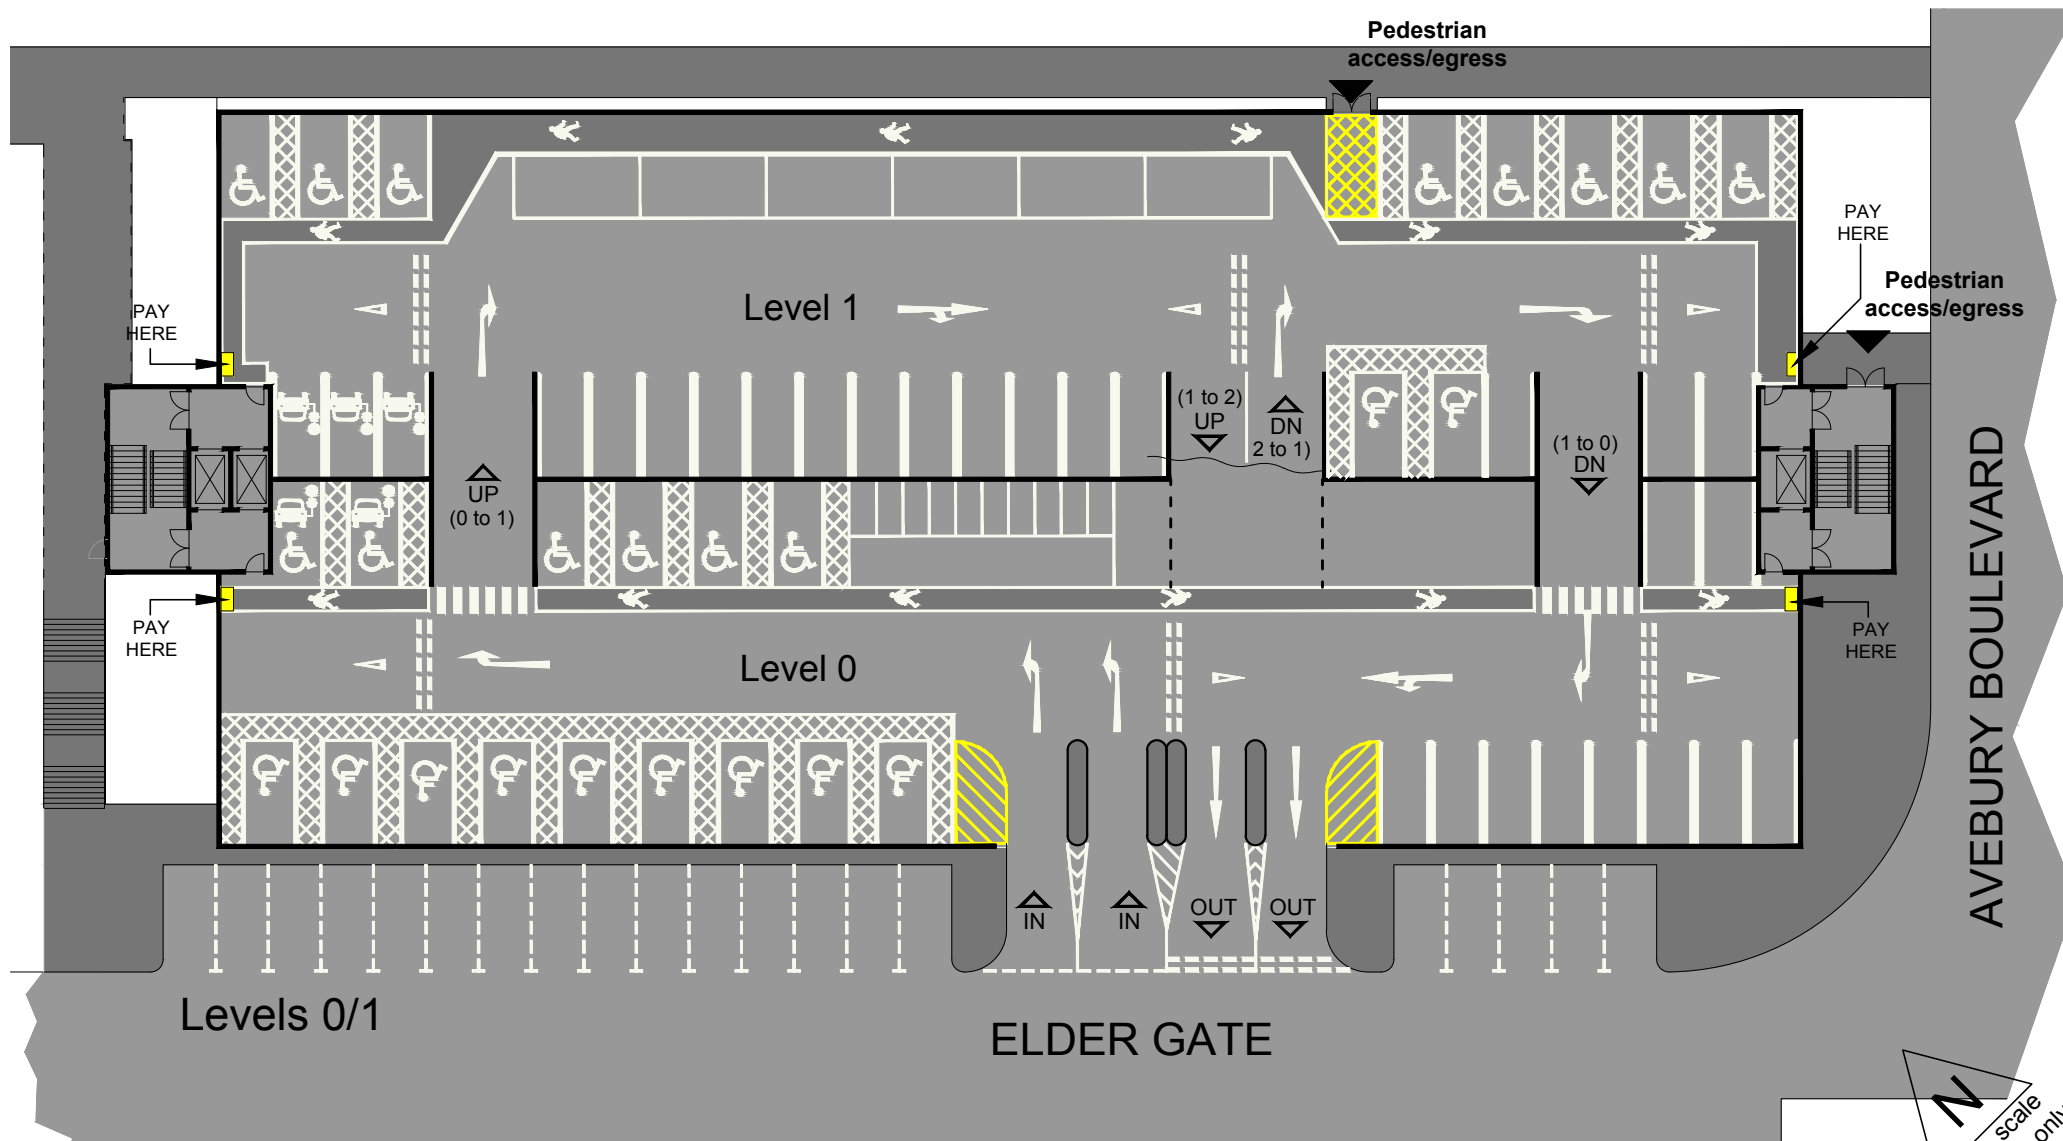 Pedestrian
access/egress
PAY
HERE
Pedestrian
access/egress
PAY
HERE
Level 1
(1 to 2)
UP
DN
2 to 1)
(1 to 0)
DN
UP
(0 to 1)
PAY
HERE
PAY
HERE
Level 0
AVEBURY BOULEVARD
IN
IN
OUT
OUT
Levels 0/1
ELDER GATE
N
scale
only